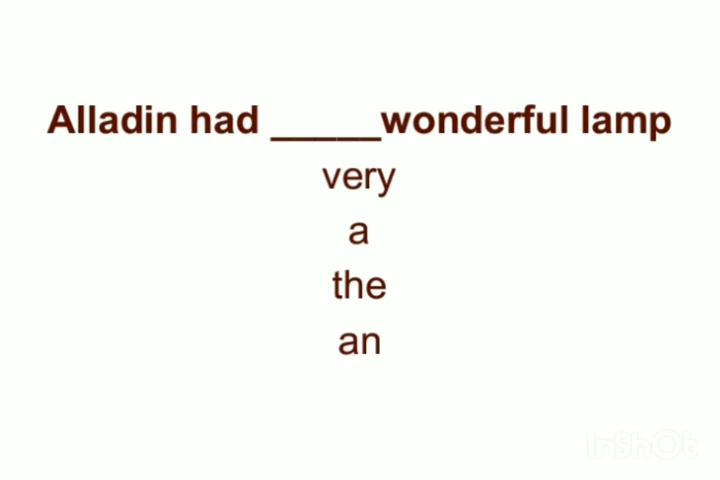 Alladin had _____wonderful lamp
very
a
the
an
InShOt